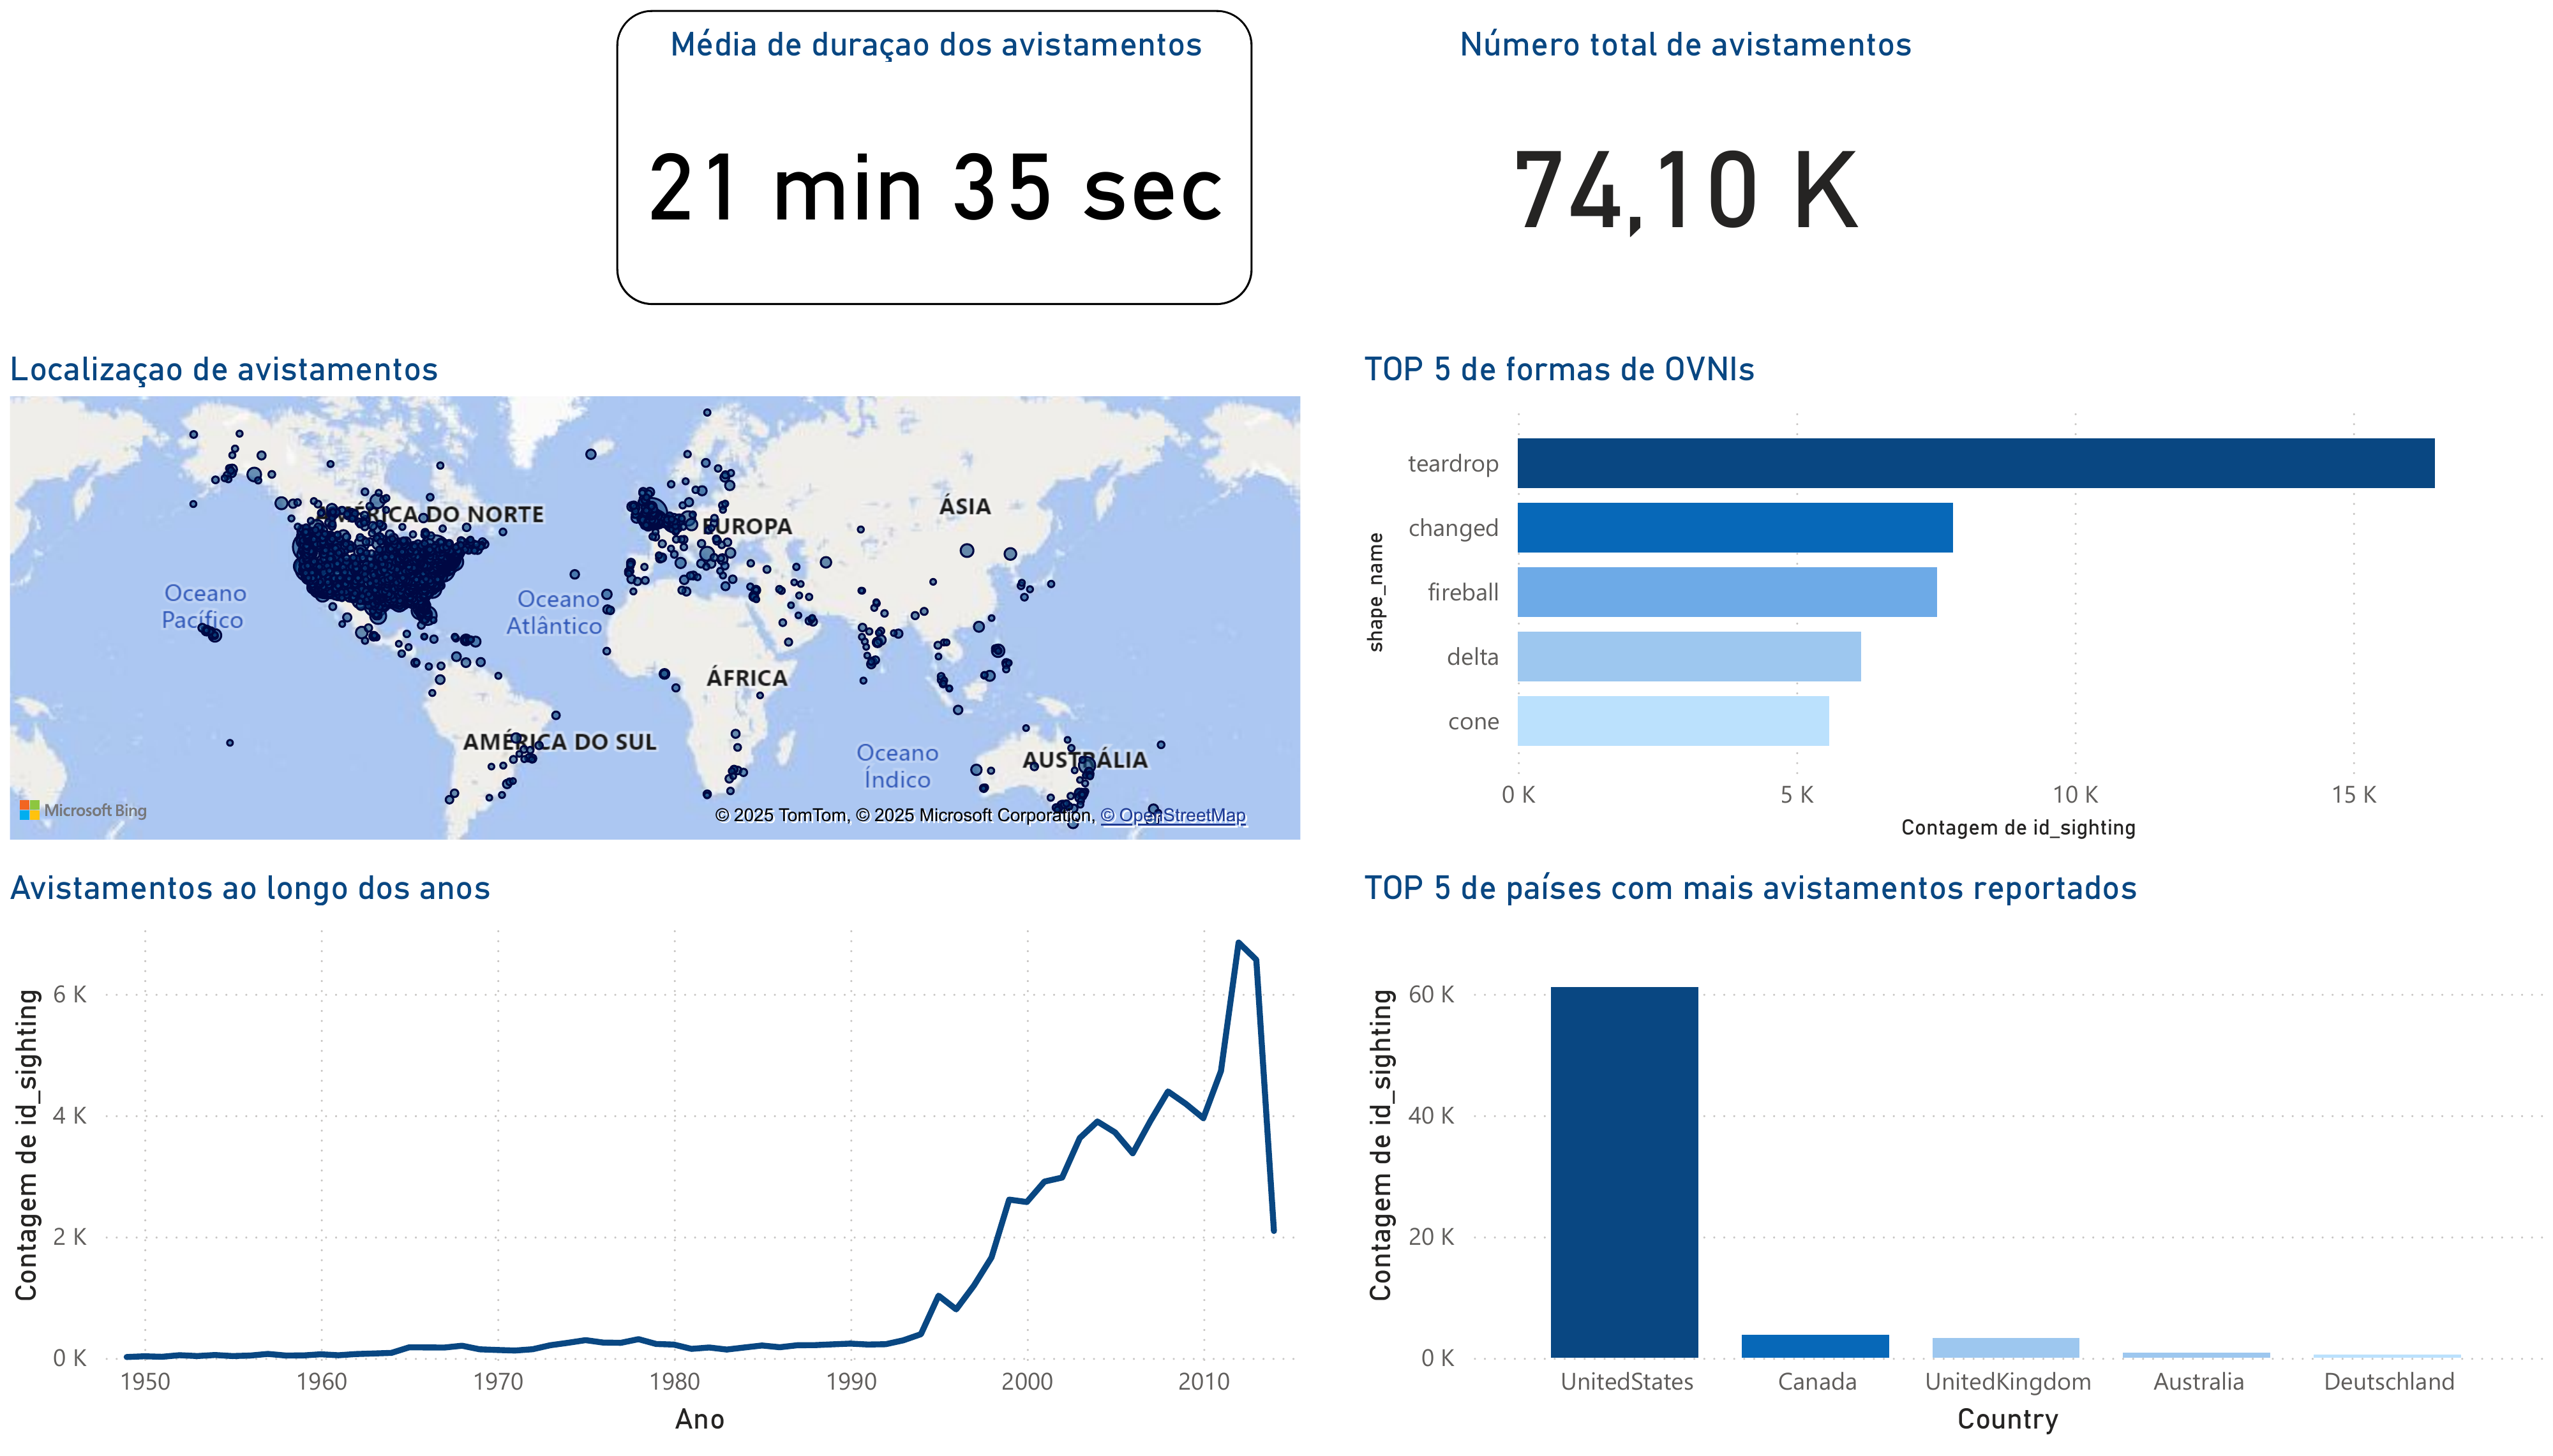 Média de duraçao dos avistamentos
21 min 35 sec
Número total de avistamentos
74,10 K
Localizaçao de avistamentos
AMÉRICA DO NORTE
EUROPA
ÁSIA
Oceano
Pacífico
Oceano
Atlântico
ÁFRICA
AMÉRICA DO SUL
Oceano
Índico
AUSTRÁLIA
Microsoft Bing
© 2025 TomTom, © 2025 Microsoft Corporation, © OpenStreetMap
TOP 5 de formas de OVNIs
shape_name
teardrop
changed
fireball
delta
cone
0 K 5 K 10 K 15 K
Contagem de id_sighting
Avistamentos ao longo dos anos
Contagem de id_sighting
6 K
4 K
2 K
0 K
1950 1960 1970 1980 1990 2000 2010
Ano
TOP 5 de países com mais avistamentos reportados
Contagem de id_sighting
60 K
40 K
20 K
0 K
UnitedStates Canada UnitedKingdom Australia Deutschland
Country